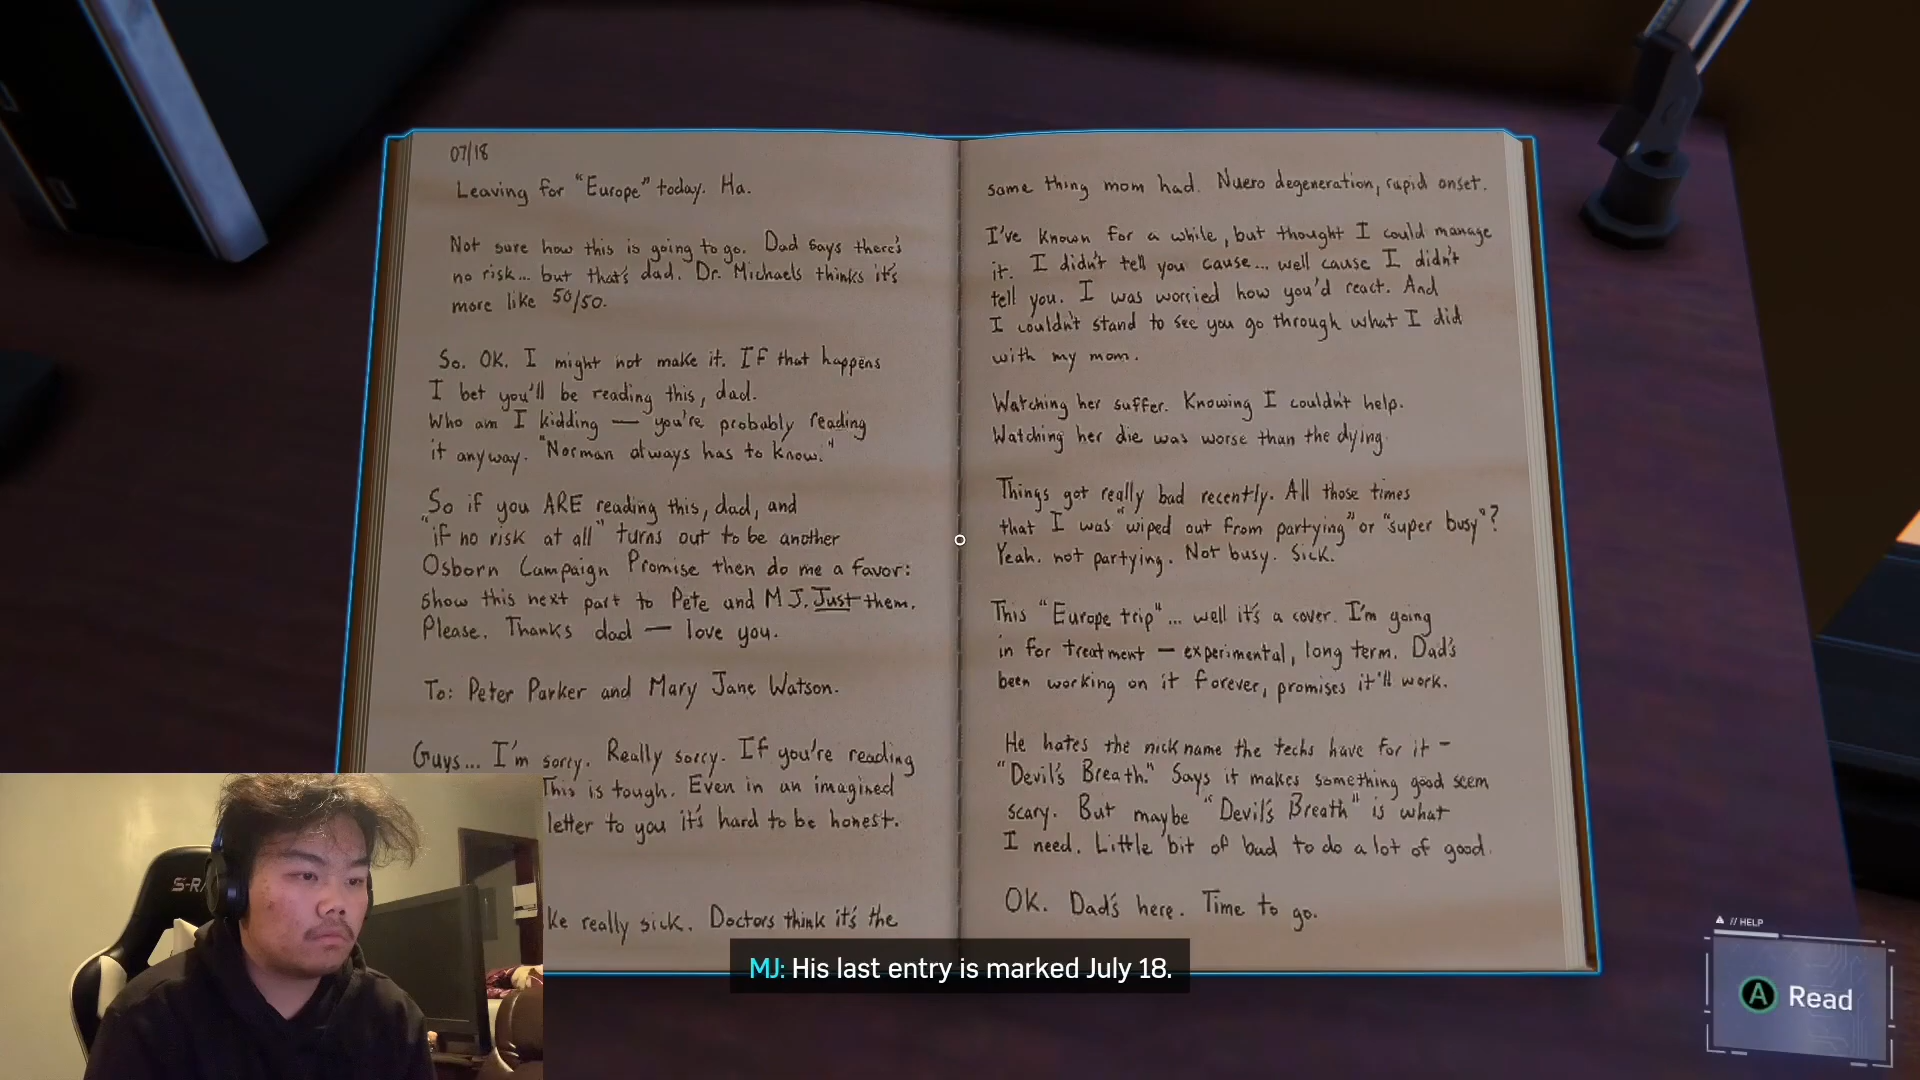 07/18
Leaving for "Europe" today. Ha.
Not sure how this is going to go. Dad says there's
no risk... but that's dad. Dr. Michaels thinks it's
more like 50/50.
So. OK. I might not make it. IF that happens
I bet you'll be reading this, dad.
Who am I kidding — you're probably reading
it anyway. "Norman always has to know."
So if you ARE reading this, dad, and
"if no risk at all" turns out to be another
Osborn Campaign Promise then do me a favor:
show this next part to Pete and MJ. Just them.
Please. Thanks dad — love you.
To: Peter Parker and Mary Jane Watson.
Guys... I'm sorry. Really sorry. If you're reading
This is tough. Even in an imagined
letter to you it's hard to be honest.
ke really sick. Doctors think it's the
same thing mom had. Nuero degeneration, rapid onset.
I've known for a while, but thought I could manage
it. I didn't tell you cause... well cause I didn't
tell you. I was worried how you'd react. And
I couldn't stand to see you go through what I did
with my mom.
Watching her suffer. Knowing I couldn't help.
Watching her die was worse than the dying.
Things got really bad recently. All those times
that I was "wiped out from partying" or "super busy"?
Yeah. not partying. Not busy. Sick.
This "Europe trip"... well it's a cover. I'm going
in for treatment — experimental, long term. Dad's
been working on it forever, promises it'll work.
He hates the nickname the techs have for it -
"Devil's Breath." Says it makes something good seem
scary. But maybe "Devil's Breath" is what
I need. Little bit of bad to do a lot of good.
OK. Dad's here. Time to go.
S-RA
MJ: His last entry is marked July 18.
// HELP
A Read